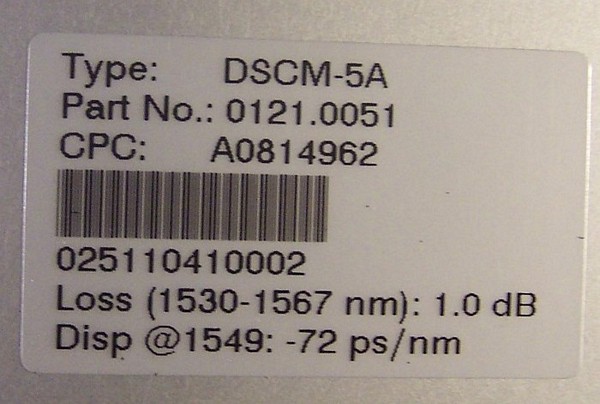 Type: DSCM-5A
Part No.: 0121.0051
CPC: A0814962
025110410002
Loss (1530-1567 nm): 1.0 dB
Disp @1549: -72 ps/nm